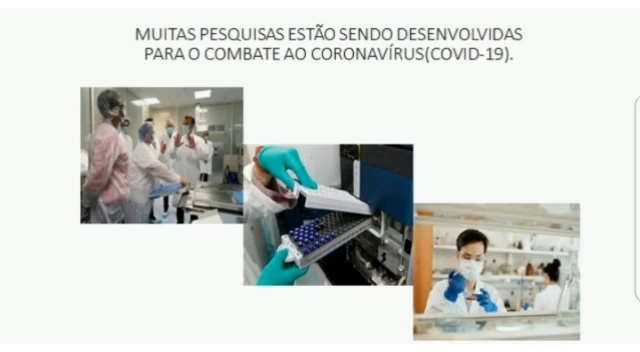 MUITAS PESQUISAS ESTÃO SENDO DESENVOLVIDAS
PARA O COMBATE AO CORONAVÍRUS(COVID-19).